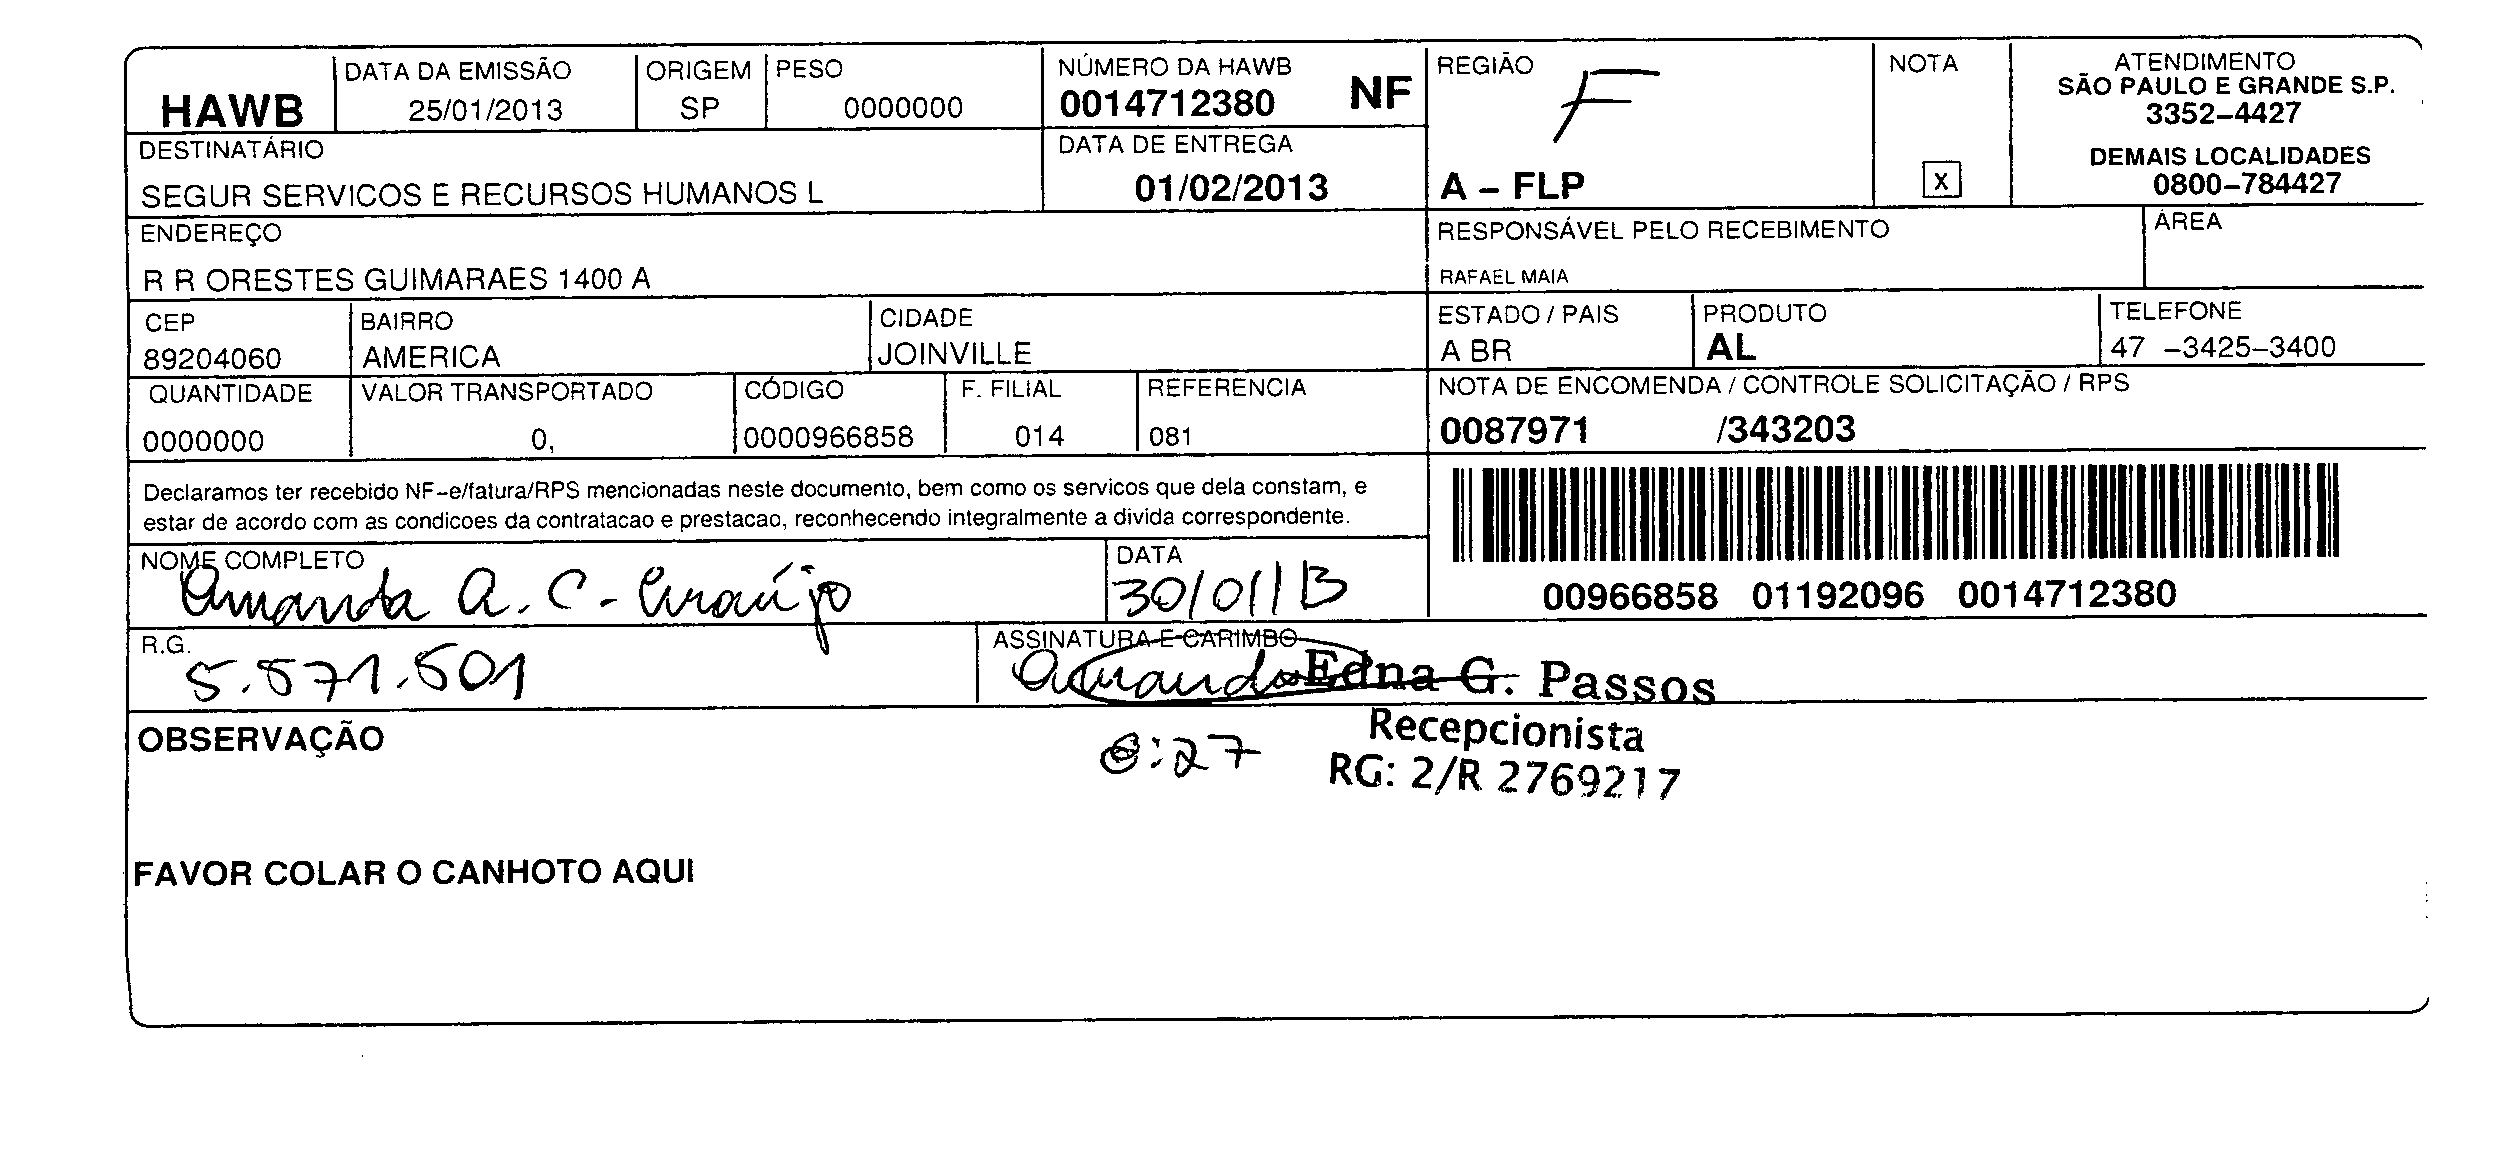 HAWB
DATA DA EMISSÃO
25/01/2013
ORIGEM
SP
PESO
0000000
NÚMERO DA HAWB
0014712380 NF
REGIÃO
F
A – FLP
NOTA
X
ATENDIMENTO
SÃO PAULO E GRANDE S.P.
3352–4427
DEMAIS LOCALIDADES
0800–784427
DESTINATÁRIO
SEGUR SERVICOS E RECURSOS HUMANOS L
DATA DE ENTREGA
01/02/2013
ENDEREÇO
R R ORESTES GUIMARAES 1400 A
RESPONSÁVEL PELO RECEBIMENTO
RAFAEL MAIA
ÁREA
CEP
89204060
BAIRRO
AMERICA
CIDADE
JOINVILLE
ESTADO / PAIS
A BR
PRODUTO
AL
TELEFONE
47 –3425–3400
QUANTIDADE
0000000
VALOR TRANSPORTADO
0,
CÓDIGO
0000966858
F. FILIAL
014
REFERENCIA
081
NOTA DE ENCOMENDA / CONTROLE SOLICITAÇÃO / RPS
0087971 /343203
Declaramos ter recebido NF–e/fatura/RPS mencionadas neste documento, bem como os servicos que dela constam, e
estar de acordo com as condicoes da contratacao e prestacao, reconhecendo integralmente a divida correspondente.
00966858 01192096 0014712380
NOME COMPLETO
Amanda A. C. Araújo
DATA
30/01/13
R.G.
5.571.501
ASSINATURA E CARIMBO
Amanda
Edna G. Passos
Recepcionista
RG: 2/R 2769217
OBSERVAÇÃO
:27
FAVOR COLAR O CANHOTO AQUI